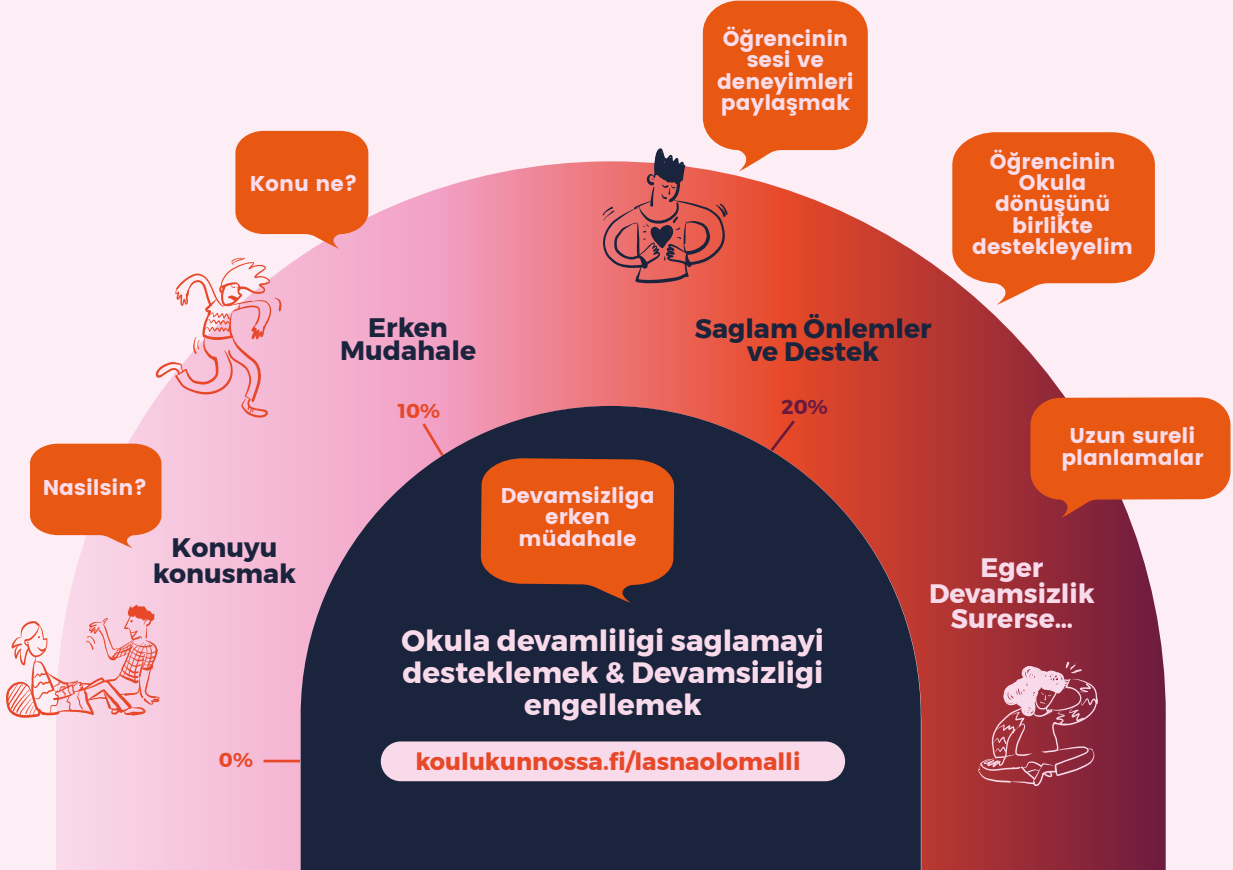 Öğrencinin
sesi ve
deneyimleri
paylaşmak
Konu ne?
Öğrencinin
Okula
dönüşünü
birlikte
destekleyelim
Erken
Mudahale
Saglam Önlemler
ve Destek
10%
20%
Uzun sureli
planlamalar
Nasilsin?
Devamsizliga
erken
müdahale
Konuyu
konusmak
Eger
Devamsizlik
Surerse...
Okula devamliligi saglamayi
desteklemek & Devamsizligi
engellemek
0%
koulukunnossa.fi/lasnaolomalli